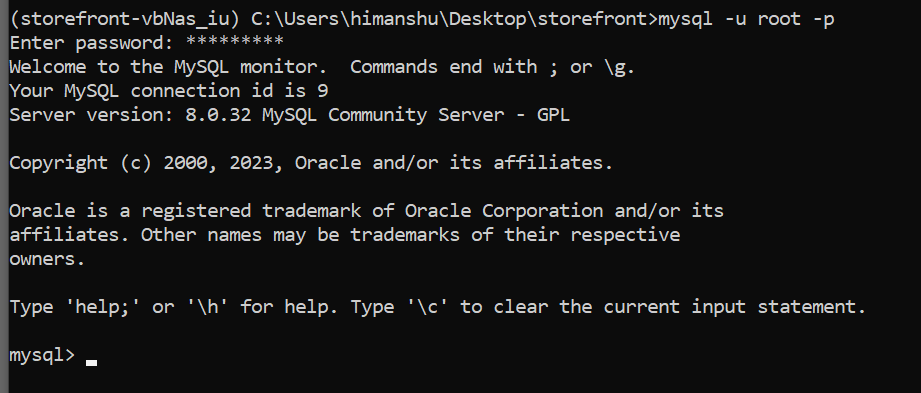 (storefront-vbNas_iu) C:\Users\himanshu\Desktop\storefront>mysql -u root -p
Enter password: *********
Welcome to the MySQL monitor.  Commands end with ; or \g.
Your MySQL connection id is 9
Server version: 8.0.32 MySQL Community Server - GPL
Copyright (c) 2000, 2023, Oracle and/or its affiliates.
Oracle is a registered trademark of Oracle Corporation and/or its
affiliates. Other names may be trademarks of their respective
owners.
Type 'help;' or '\h' for help. Type '\c' to clear the current input statement.
mysql>